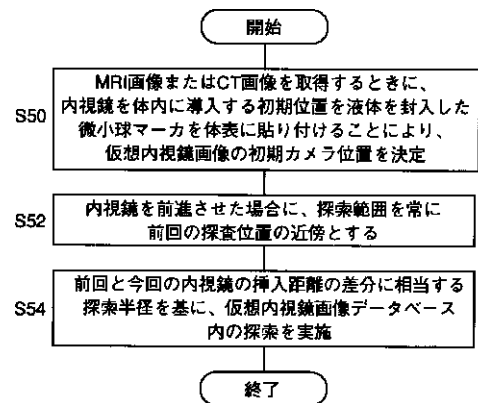 開始
S50
MRI画像またはCT画像を取得するときに、
内視鏡を体内に導入する初期位置を液体を封入した
微小球マーカを体表に貼り付けることにより、
仮想内視鏡画像の初期カメラ位置を決定
S52
内視鏡を前進させた場合に、探索範囲を常に
前回の探査位置の近傍とする
S54
前回と今回の内視鏡の挿入距離の差分に相当する
探索半径を基に、仮想内視鏡画像データベース
内の探索を実施
終了